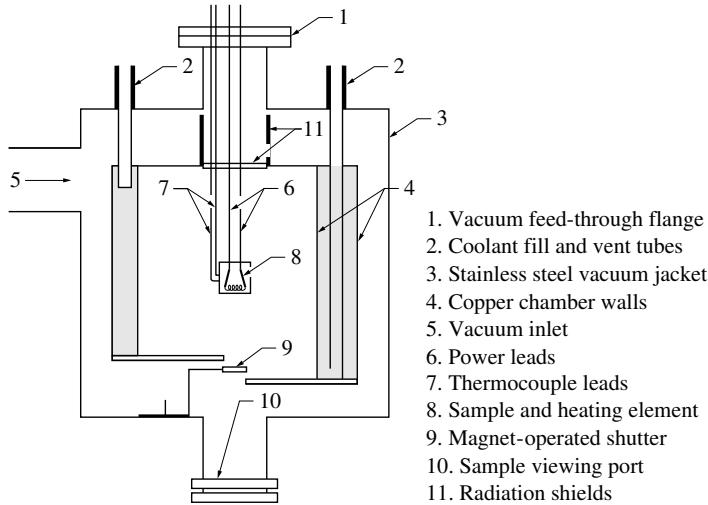 1
2
2
3
11
5
7
6
4
8
9
10
1. Vacuum feed-through flange
2. Coolant fill and vent tubes
3. Stainless steel vacuum jacket
4. Copper chamber walls
5. Vacuum inlet
6. Power leads
7. Thermocouple leads
8. Sample and heating element
9. Magnet-operated shutter
10. Sample viewing port
11. Radiation shields